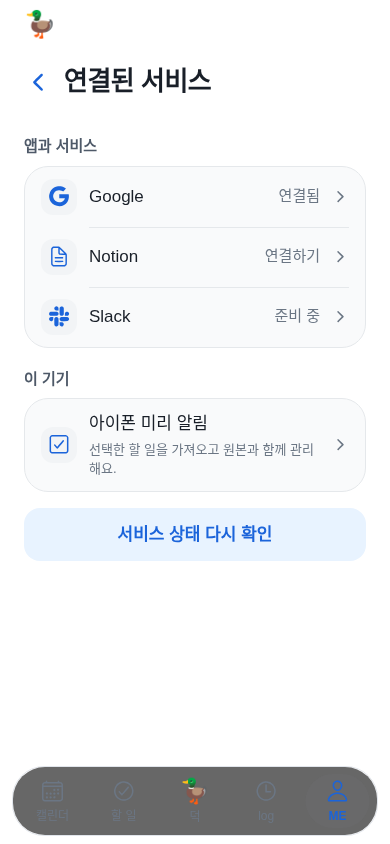 연결된 서비스
앱과 서비스
Google 연결됨
Notion 연결하기
Slack 준비 중
이 기기
아이폰 미리 알림
선택한 할 일을 가져오고 원본과 함께 관리
해요.
서비스 상태 다시 확인
캘린더 할 일 덕 log ME